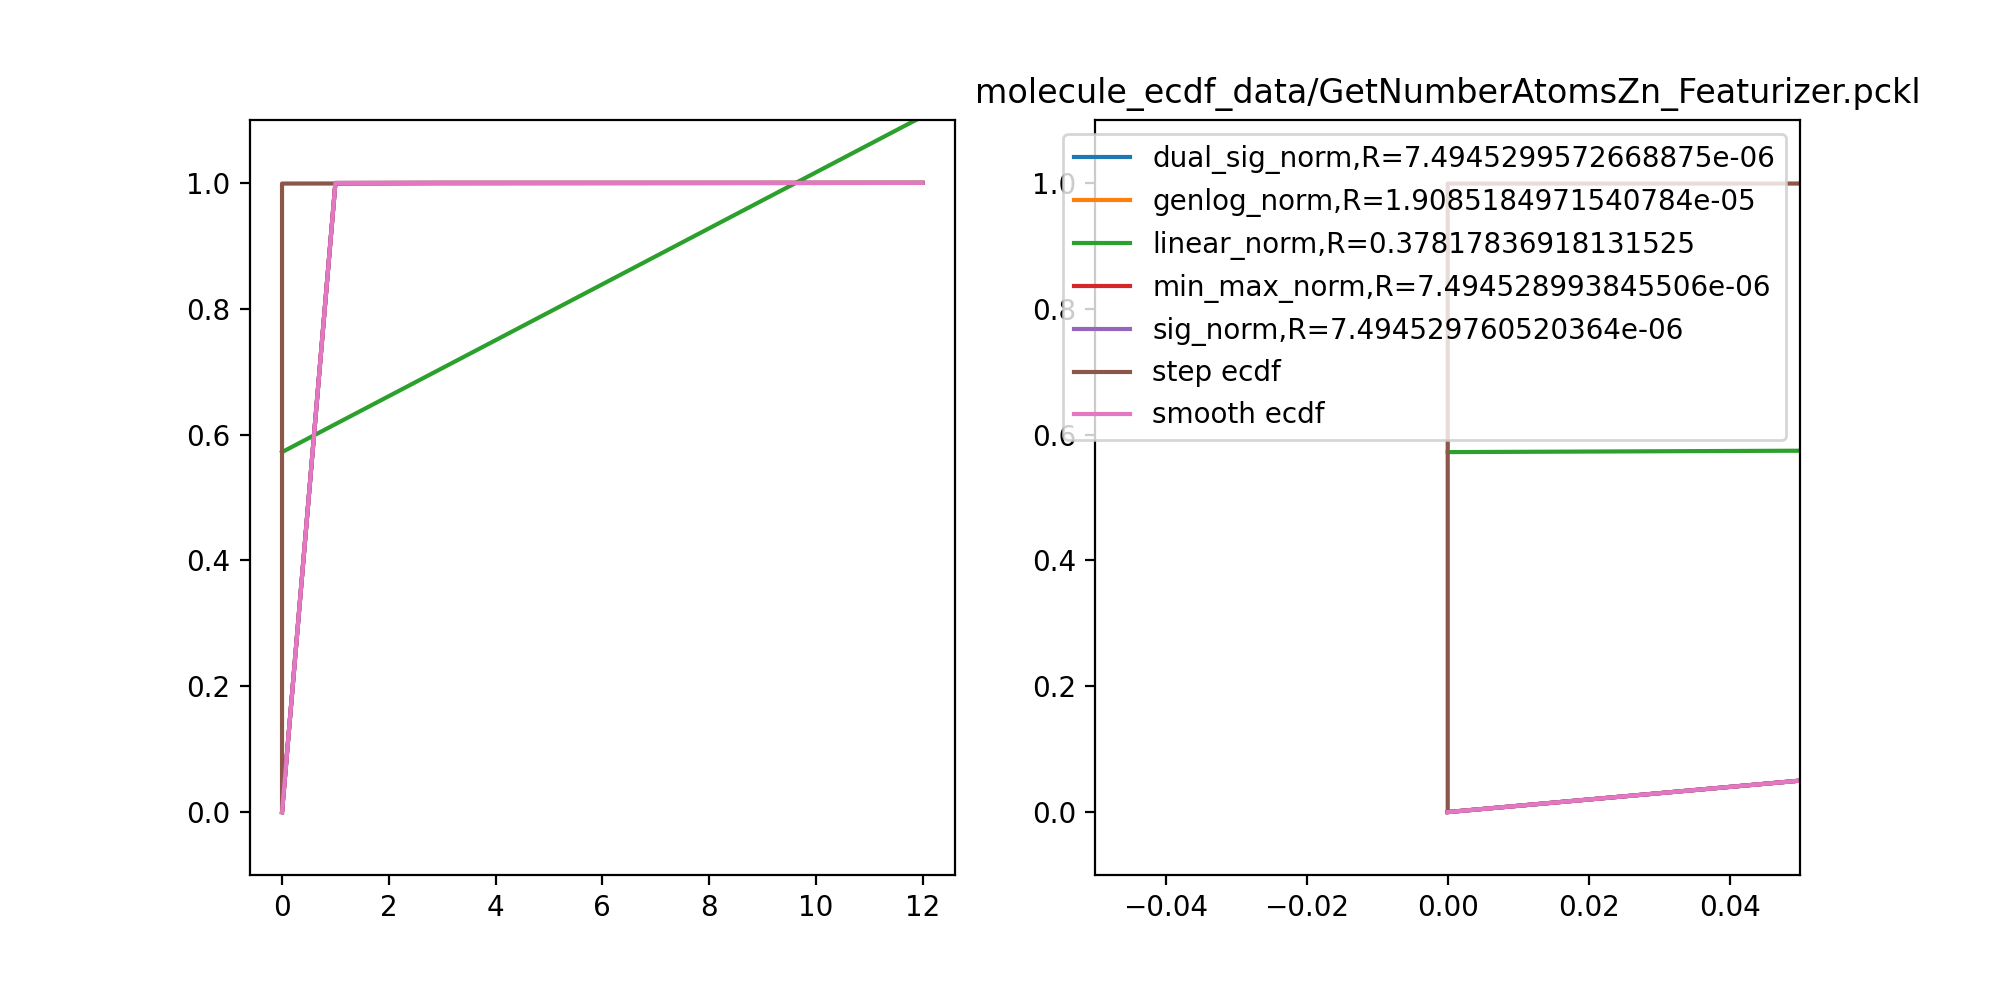 molecule_ecdf_data/GetNumberAtomsZn_Featurizer.pckl
1.0
0.8
0.6
0.4
0.2
0.0
0 2 4 6 8 10 12
dual_sig_norm,R=7.4945299572668875e-06
genlog_norm,R=1.9085184971540784e-05
linear_norm,R=0.37817836918131525
min_max_norm,R=7.494528993845506e-06
sig_norm,R=7.494529760520364e-06
step ecdf
smooth ecdf
1.0
0.8
0.6
0.4
0.2
0.0
−0.04 −0.02 0.00 0.02 0.04